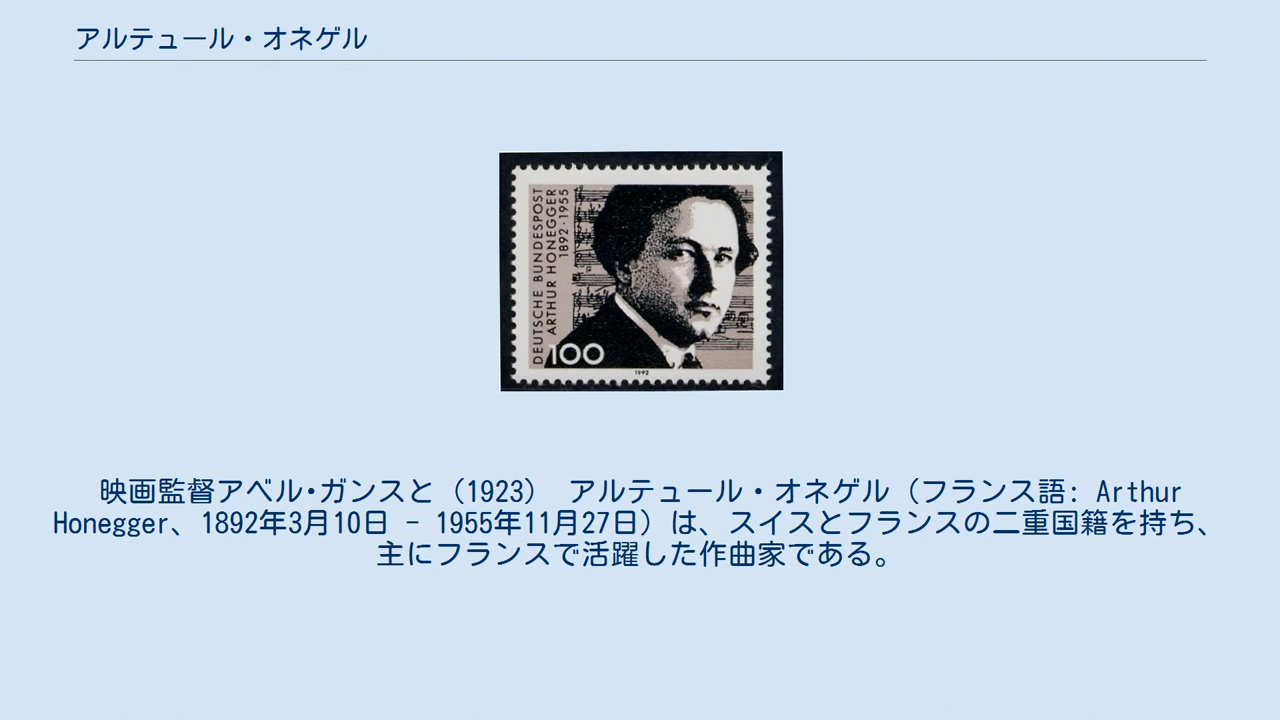 アルテュール・オネゲル
DEUTSCHE BUNDESPOST
ARTHUR HONEGGER
1892·1955
100
1992
映画監督アベル・ガンスと（1923） アルテュール・オネゲル（フランス語: Arthur
Honegger、1892年3月10日 - 1955年11月27日）は、スイスとフランスの二重国籍を持ち、
主にフランスで活躍した作曲家である。